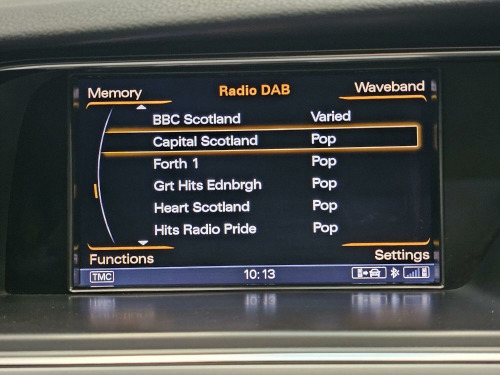 Memory Radio DAB Waveband
BBC Scotland Varied
Capital Scotland Pop
Forth 1 Pop
Grt Hits Ednbrgh Pop
Heart Scotland Pop
Hits Radio Pride Pop
Functions Settings
TMC 10:13